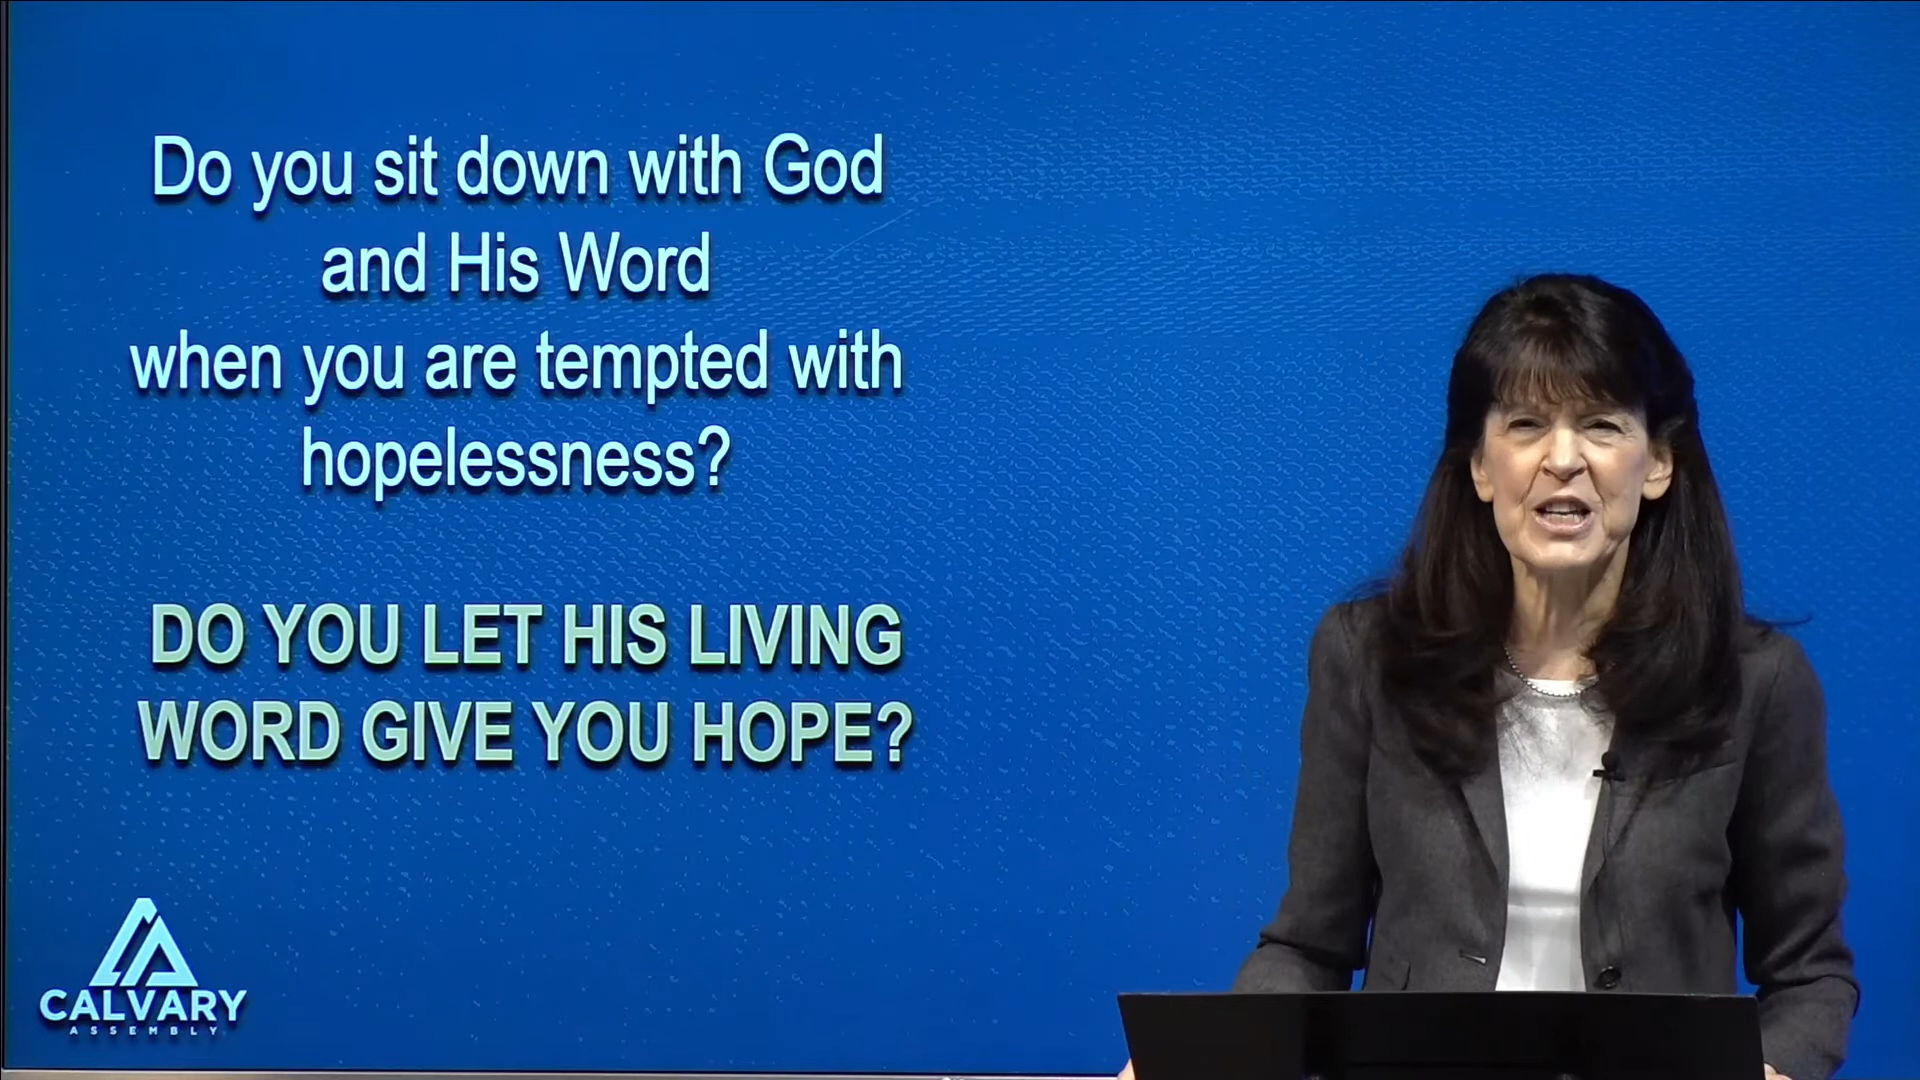 Do you sit down with God
and His Word
when you are tempted with
hopelessness?
DO YOU LET HIS LIVING
WORD GIVE YOU HOPE?
CALVARY
ASSEMBLY